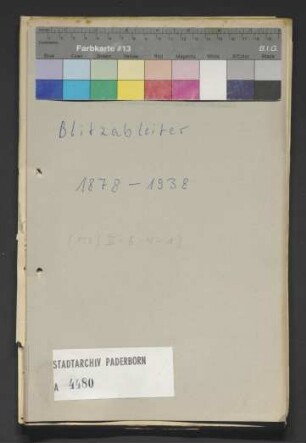 Farbkarte #13
B.I.G.
Blitzableiter
1878 - 1938
STADTARCHIV PADERBORN
A 4480